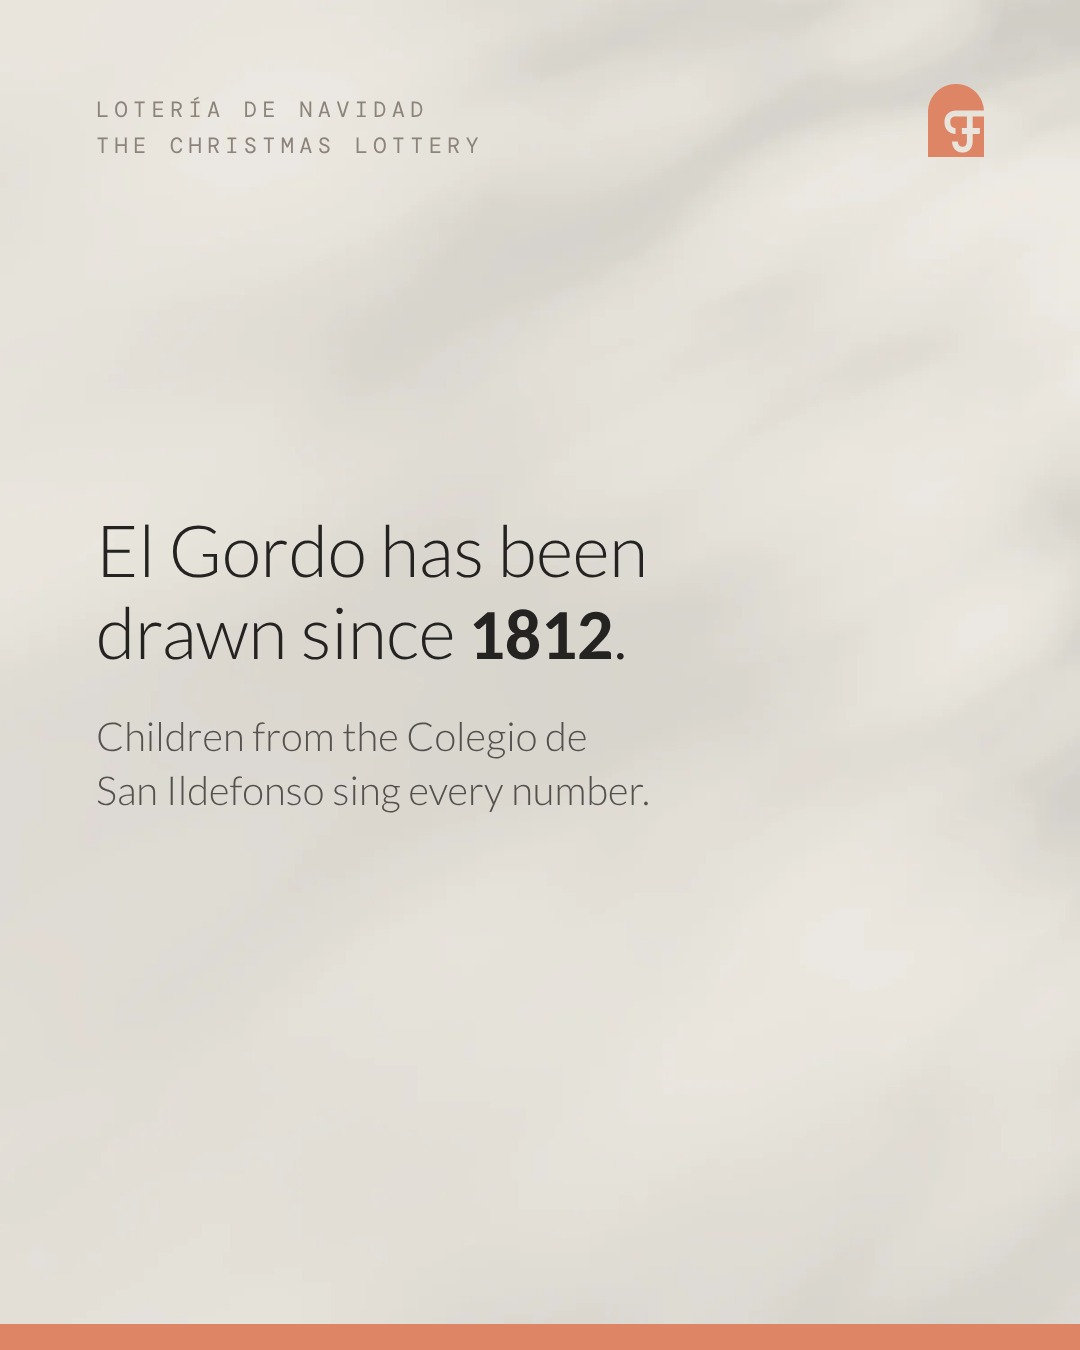 LOTERÍA DE NAVIDAD
THE CHRISTMAS LOTTERY
El Gordo has been
drawn since 1812.
Children from the Colegio de
San Ildefonso sing every number.